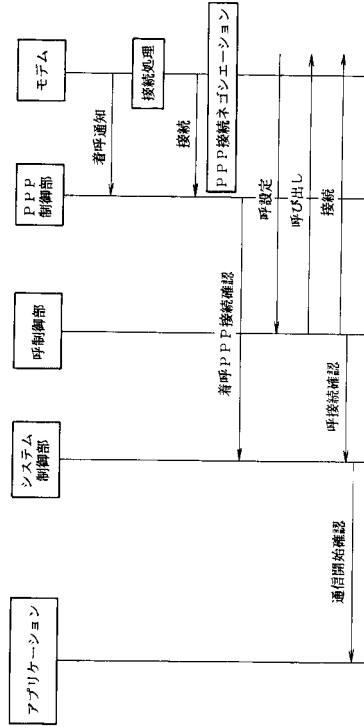 アプリケーション
システム
制御部
呼制御部
PPP
制御部
モデム
着呼通知
接続処理
接続
PPP接続ネゴシエーション
着呼PPP接続確認
呼設定
呼び出し
接続
呼接続確認
通信開始確認